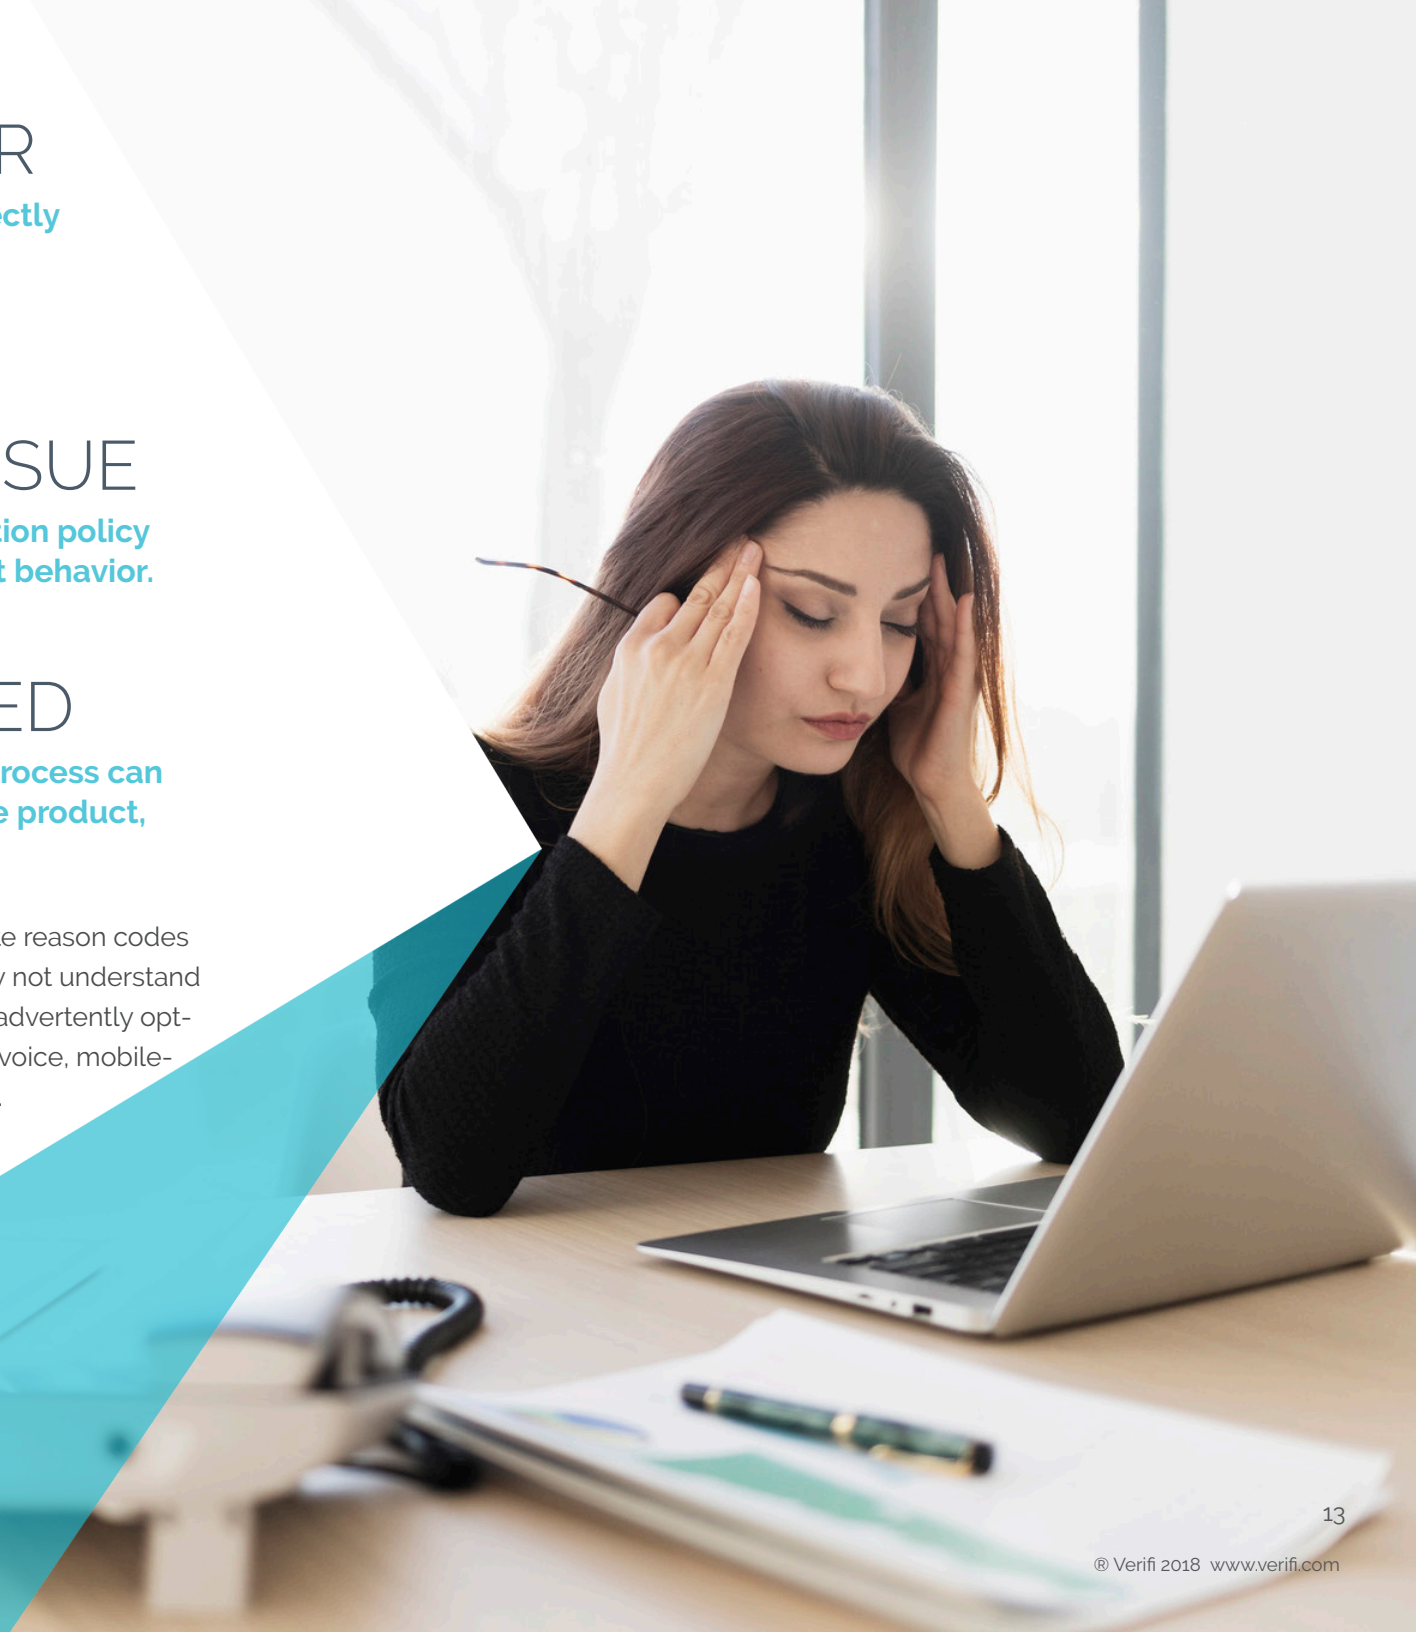 R
ctly
SUE
tion policy
t behavior.
ED
rocess can
e product,
e reason codes
not understand
advertently opt-
voice, mobile-
.
13
® Verifi 2018 www.verifi.com